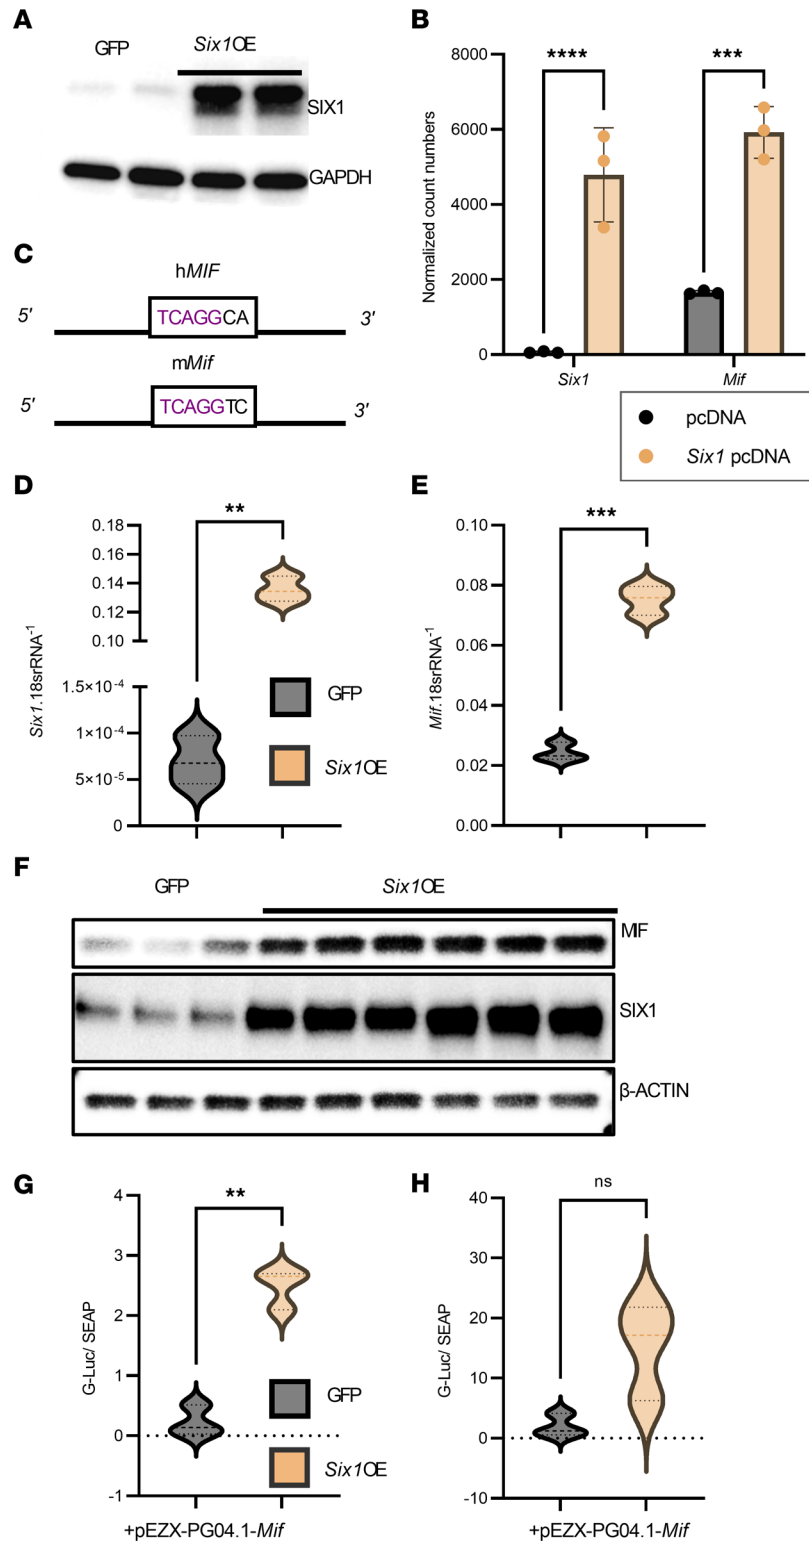 A
GFP
Six1OE
SIX1
GAPDH
B
Normalized count numbers
8000
6000
4000
2000
0
****
***
Six1
Mif
pcDNA
Six1 pcDNA
C
hMIF
5'
TCAGGCA
3'
mMif
5'
TCAGGTC
3'
D
Six1.18srRNA⁻¹
0.18
0.16
0.14
0.12
0.10
1.5×10⁻⁴
1×10⁻⁴
5×10⁻⁵
0
**
GFP
Six1OE
E
Mif.18srRNA⁻¹
0.10
0.08
0.06
0.04
0.02
0.00
***
F
GFP
Six1OE
MIF
SIX1
β-ACTIN
G
G-Luc/ SEAP
4
3
2
1
0
-1
**
GFP
Six1OE
+pEZX-PG04.1-Mif
H
G-Luc/ SEAP
40
30
20
10
0
-10
ns
+pEZX-PG04.1-Mif